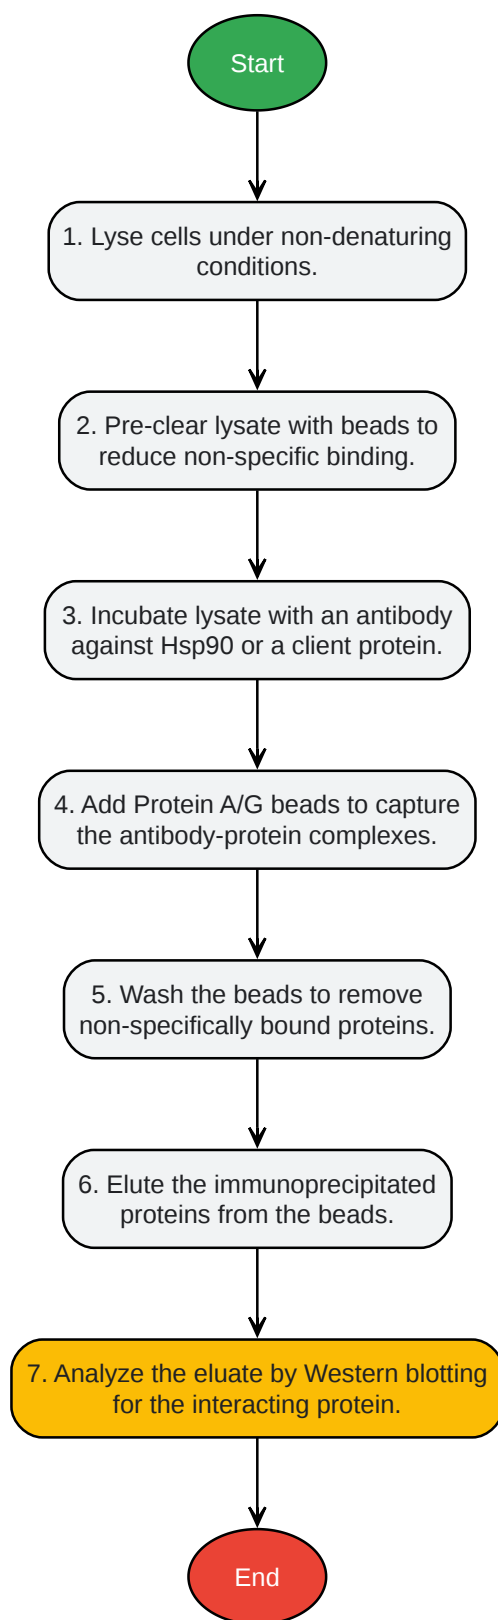 Start
1. Lyse cells under non-denaturing
conditions.
2. Pre-clear lysate with beads to
reduce non-specific binding.
3. Incubate lysate with an antibody
against Hsp90 or a client protein.
4. Add Protein A/G beads to capture
the antibody-protein complexes.
5. Wash the beads to remove
non-specifically bound proteins.
6. Elute the immunoprecipitated
proteins from the beads.
7. Analyze the eluate by Western blotting
for the interacting protein.
End